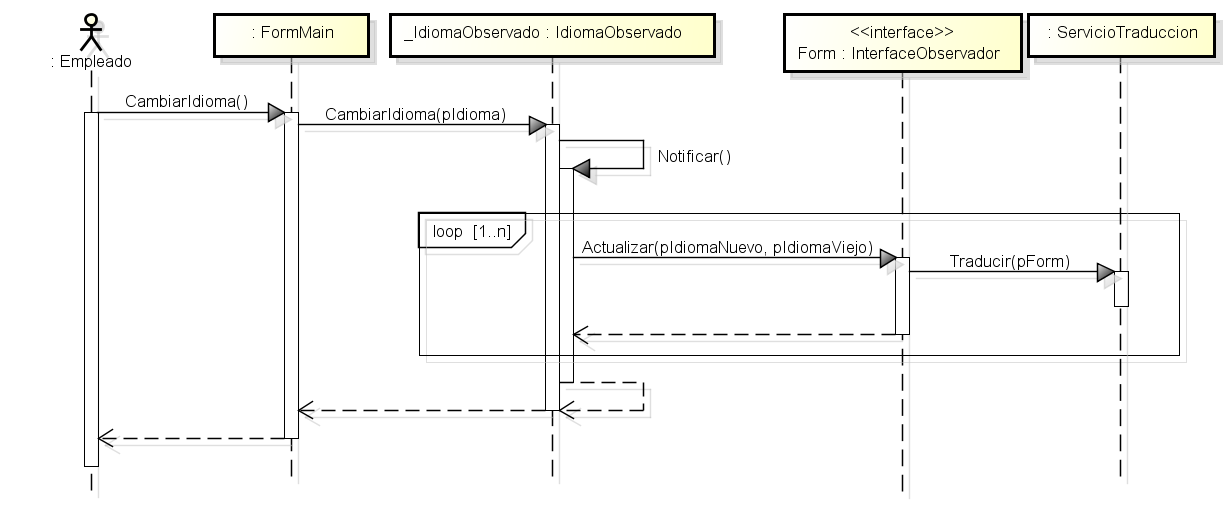 : Empleado
: FormMain
_IdiomaObservado : IdiomaObservado
<<interface>>
Form : InterfaceObservador
: ServicioTraduccion
CambiarIdioma()
CambiarIdioma(pIdioma)
Notificar()
loop [1..n]
Actualizar(pIdiomaNuevo, pIdiomaViejo)
Traducir(pForm)